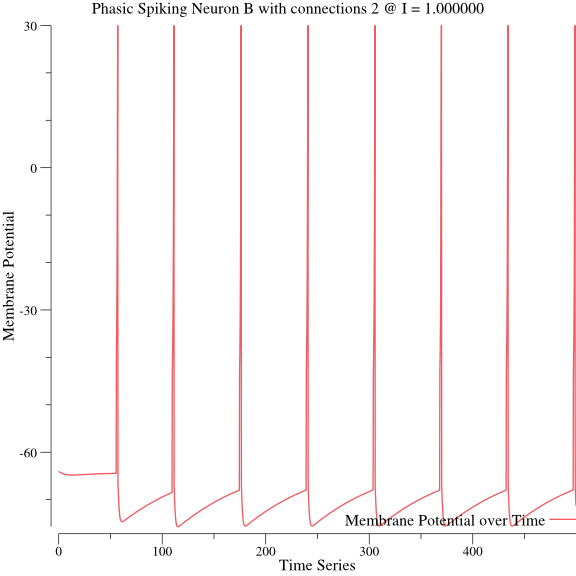 Phasic Spiking Neuron B with connections 2 @ I = 1.000000
30
0
-30
-60
Membrane Potential
Membrane Potential over Time
0 100 200 300 400
Time Series